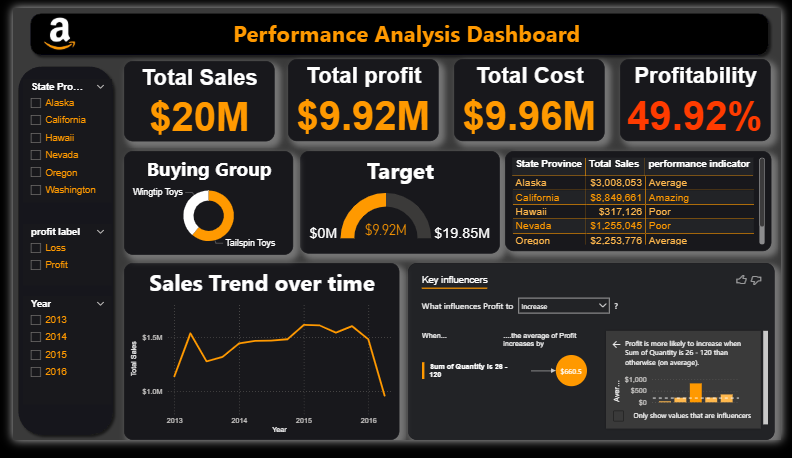 a
Performance Analysis Dashboard
State Pro...
Alaska
California
Hawaii
Nevada
Oregon
Washington
profit label
Loss
Profit
Year
2013
2014
2015
2016
Total Sales
$20M
Total profit
$9.92M
Total Cost
$9.96M
Profitability
49.92%
Buying Group
Wingtip Toys
Tailspin Toys
Target
$0M
$9.92M
$19.85M
State Province Total Sales performance indicator
Alaska $3,008,053 Average
California $8,849,661 Amazing
Hawaii $317,126 Poor
Nevada $1,255,045 Poor
Oregon $2,253,776 Average
Sales Trend over time
Total Sales
$1.5M
$1.0M
2013 2014 2015 2016
Year
Key influencers
What influences Profit to Increase ?
When...
....the average of Profit
increases by
Sum of Quantity is 26 -
120
$660.5
Profit is more likely to increase when
Sum of Quantity is 26 - 120 than
otherwise (on average).
Aver...
$1,000
$500
$0
Only show values that are influencers